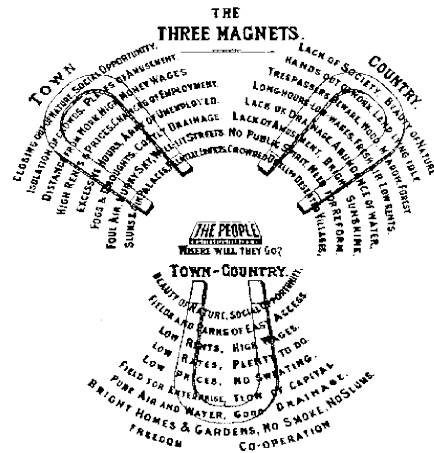 THE
THREE MAGNETS.
TOWN
CLOSING OUT OF NATURE. SOCIAL OPPORTUNITY.
ISOLATION OF CROWDS. PLACES OF AMUSEMENT.
DISTANCE FROM WORK. HIGH MONEY WAGES
HIGH RENTS & PRICES. CHANCES OF EMPLOYMENT.
EXCESSIVE HOURS. ARMY OF UNEMPLOYED.
FOGS & DROUGHTS. COSTLY DRAINAGE.
FOUL AIR. MURKY SKY. WELL-LIT STREETS.
SLUMS & GIN PALACES.
COUNTRY.
LACK OF SOCIETY. BEAUTY OF NATURE
HANDS OUT OF WORK. LAND LYING IDLE
TRESPASSERS BEWARE. WOOD, MEADOW, FOREST
LONG HOURS. LOW WAGES. FRESH AIR. LOW RENTS.
LACK OF DRAINAGE. ABUNDANCE OF WATER.
LACK OF AMUSEMENT. BRIGHT SUNSHINE.
NO PUBLIC SPIRIT. NEED FOR REFORM.
CROWDED DWELLINGS. DESERTED VILLAGES.
THE PEOPLE
WHERE WILL THEY GO?
TOWN-COUNTRY.
BEAUTY OF NATURE. SOCIAL OPPORTUNITY.
FIELDS AND PARKS OF EASY ACCESS
LOW RENTS, HIGH WAGES.
LOW RATES, PLENTY TO DO.
LOW PRICES, NO SWEATING.
FIELD FOR ENTERPRISE, FLOW OF CAPITAL
PURE AIR AND WATER, GOOD DRAINAGE.
BRIGHT HOMES & GARDENS, NO SMOKE, NO SLUMS.
FREEDOM CO-OPERATION